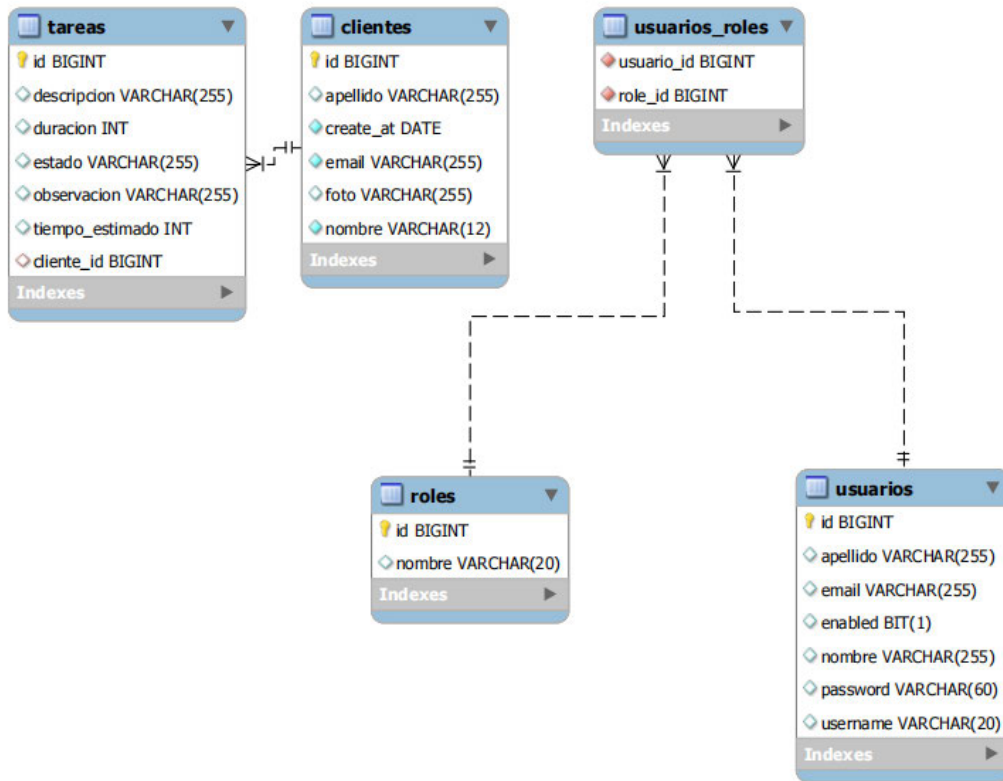 tareas
id BIGINT
descripcion VARCHAR(255)
duracion INT
estado VARCHAR(255)
observacion VARCHAR(255)
tiempo_estimado INT
cliente_id BIGINT
Indexes
clientes
id BIGINT
apellido VARCHAR(255)
create_at DATE
email VARCHAR(255)
foto VARCHAR(255)
nombre VARCHAR(12)
Indexes
usuarios_roles
usuario_id BIGINT
role_id BIGINT
Indexes
roles
id BIGINT
nombre VARCHAR(20)
Indexes
usuarios
id BIGINT
apellido VARCHAR(255)
email VARCHAR(255)
enabled BIT(1)
nombre VARCHAR(255)
password VARCHAR(60)
username VARCHAR(20)
Indexes